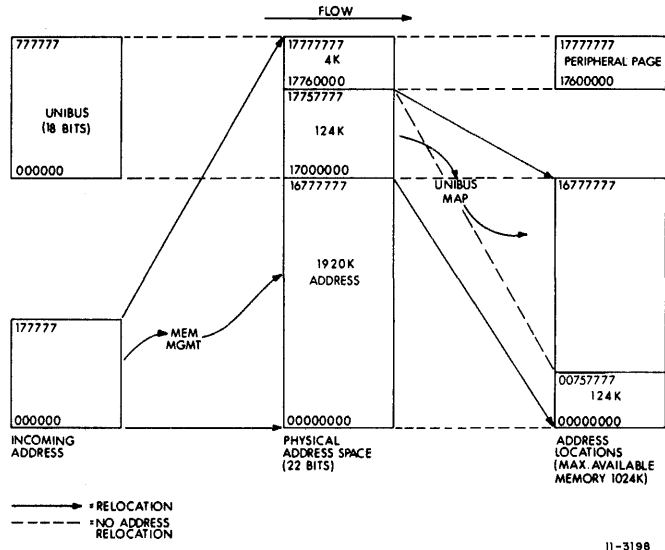 FLOW
777777
UNIBUS
(18 BITS)
000000
177777
000000
INCOMING
ADDRESS
MEM
MGMT
17777777
4K
17760000
17757777
124K
17000000
16777777
1920K
ADDRESS
00000000
PHYSICAL
ADDRESS SPACE
(22 BITS)
UNIBUS
MAP
17777777
PERIPHERAL PAGE
17600000
16777777
00757777
124K
00000000
ADDRESS
LOCATIONS
(MAX. AVAILABLE
MEMORY 1024K)
= RELOCATION
= NO ADDRESS
RELOCATION
11-3198